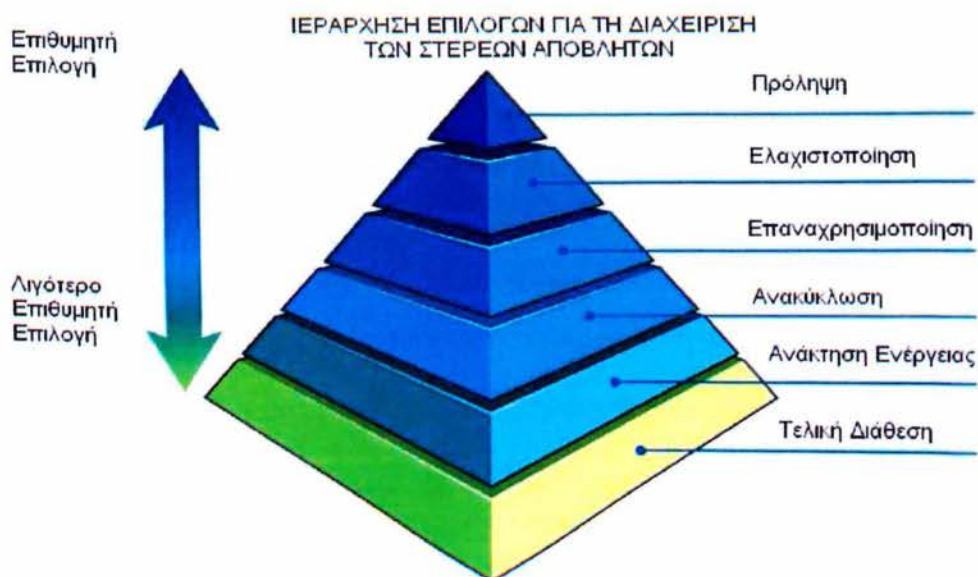 ΙΕΡΑΡΧΗΣΗ ΕΠΙΛΟΓΩΝ ΓΙΑ ΤΗ ΔΙΑΧΕΙΡΙΣΗ
ΤΩΝ ΣΤΕΡΕΩΝ ΑΠΟΒΛΗΤΩΝ
Επιθυμητή
Επιλογή
Πρόληψη
Ελαχιστοποίηση
Επαναχρησιμοποίηση
Ανακύκλωση
Λιγότερο
Επιθυμητή
Επιλογή
Ανάκτηση Ενέργειας
Τελική Διάθεση